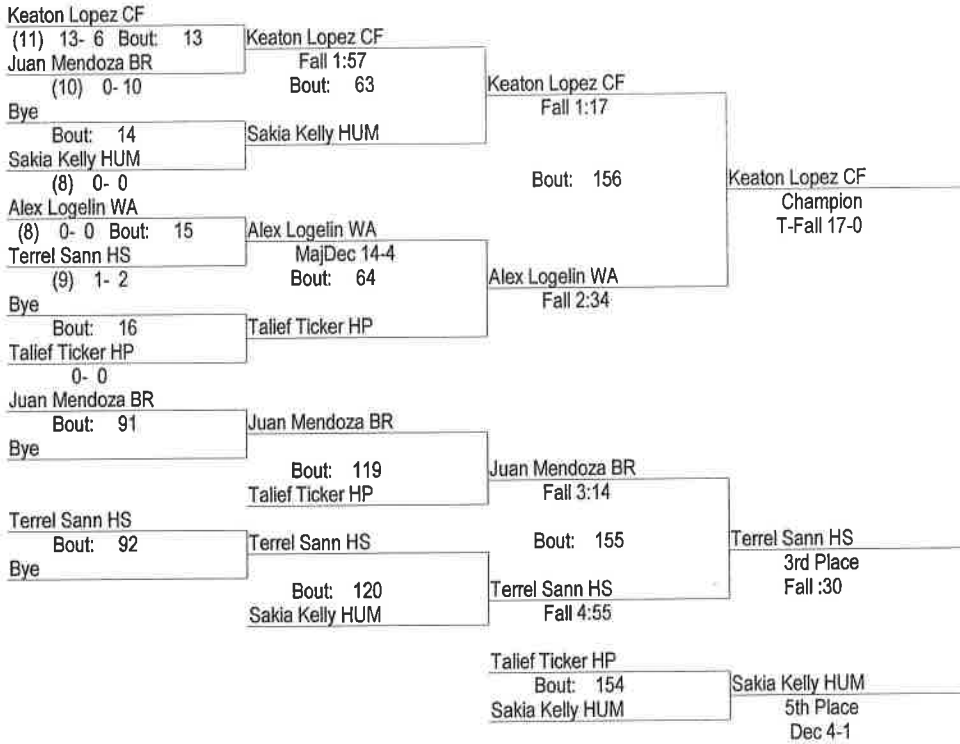 Keaton Lopez CF
(11) 13- 6 Bout: 13
Juan Mendoza BR
(10) 0- 10
Bye
Bout: 14
Sakia Kelly HUM
(8) 0- 0
Alex Logelin WA
(8) 0- 0 Bout: 15
Terrel Sann HS
(9) 1- 2
Bye
Bout: 16
Talief Ticker HP
0- 0
Keaton Lopez CF
Fall 1:57
Bout: 63
Sakia Kelly HUM
Alex Logelin WA
MajDec 14-4
Bout: 64
Talief Ticker HP
Keaton Lopez CF
Fall 1:17
Bout: 156
Alex Logelin WA
Fall 2:34
Keaton Lopez CF
Champion
T-Fall 17-0
Juan Mendoza BR
Bout: 91
Bye
Terrel Sann HS
Bout: 92
Bye
Juan Mendoza BR
Bout: 119
Talief Ticker HP
Terrel Sann HS
Bout: 120
Sakia Kelly HUM
Juan Mendoza BR
Fall 3:14
Bout: 155
Terrel Sann HS
Fall 4:55
Terrel Sann HS
3rd Place
Fall :30
Talief Ticker HP
Bout: 154
Sakia Kelly HUM
Sakia Kelly HUM
5th Place
Dec 4-1